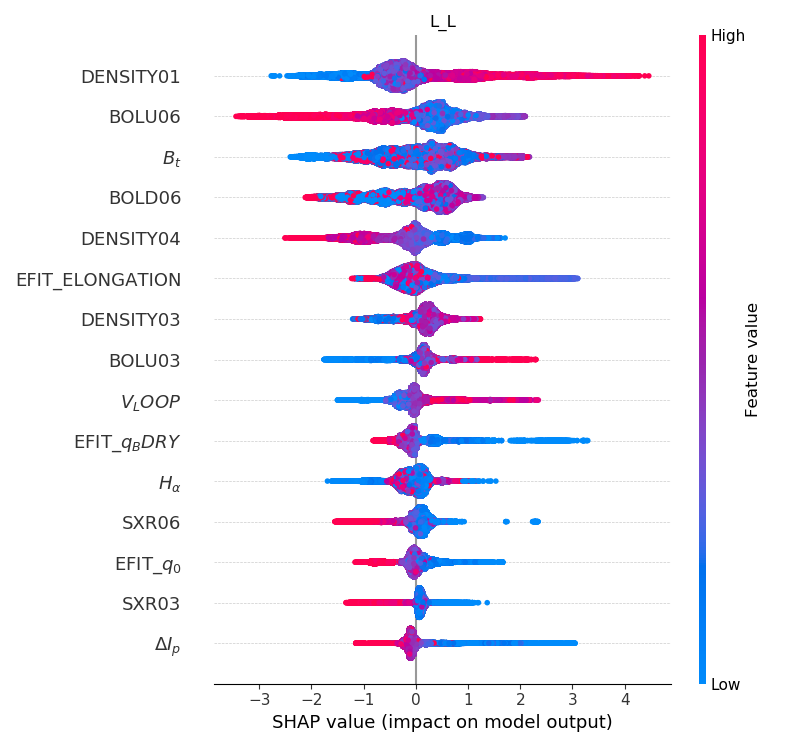 L_L
High
DENSITY01
BOLU06
B_t
BOLD06
DENSITY04
EFIT_ELONGATION
DENSITY03
BOLU03
V_LOOP
EFIT_q_BDRY
H_α
SXR06
EFIT_q_0
SXR03
ΔI_p
Feature value
Low
−3 −2 −1 0 1 2 3 4
SHAP value (impact on model output)